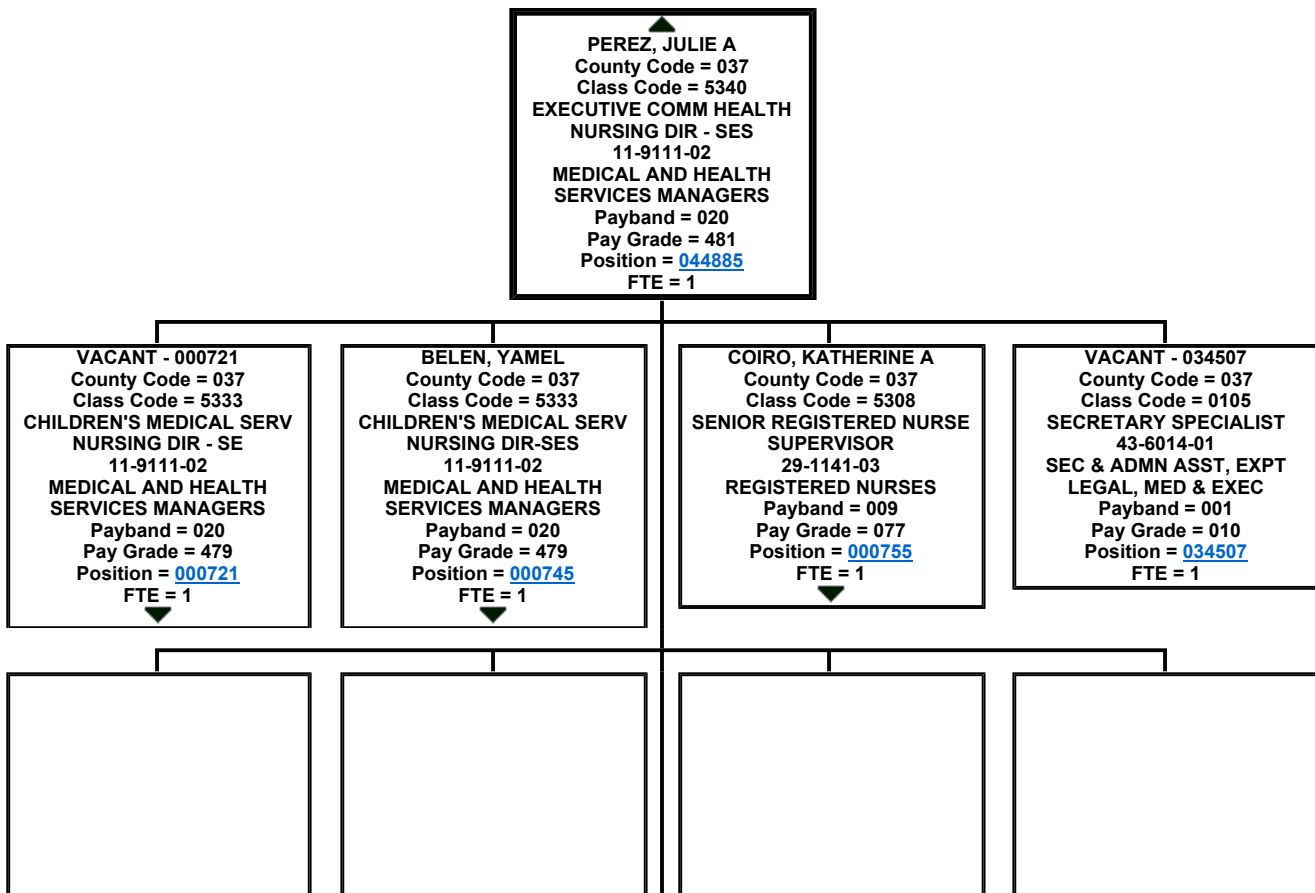 PEREZ, JULIE A
County Code = 037
Class Code = 5340
EXECUTIVE COMM HEALTH
NURSING DIR - SES
11-9111-02
MEDICAL AND HEALTH
SERVICES MANAGERS
Payband = 020
Pay Grade = 481
Position = 044885
FTE = 1
VACANT - 000721
County Code = 037
Class Code = 5333
CHILDREN'S MEDICAL SERV
NURSING DIR - SE
11-9111-02
MEDICAL AND HEALTH
SERVICES MANAGERS
Payband = 020
Pay Grade = 479
Position = 000721
FTE = 1
BELEN, YAMEL
County Code = 037
Class Code = 5333
CHILDREN'S MEDICAL SERV
NURSING DIR-SES
11-9111-02
MEDICAL AND HEALTH
SERVICES MANAGERS
Payband = 020
Pay Grade = 479
Position = 000745
FTE = 1
COIRO, KATHERINE A
County Code = 037
Class Code = 5308
SENIOR REGISTERED NURSE
SUPERVISOR
29-1141-03
REGISTERED NURSES
Payband = 009
Pay Grade = 077
Position = 000755
FTE = 1
VACANT - 034507
County Code = 037
Class Code = 0105
SECRETARY SPECIALIST
43-6014-01
SEC & ADMN ASST, EXPT
LEGAL, MED & EXEC
Payband = 001
Pay Grade = 010
Position = 034507
FTE = 1